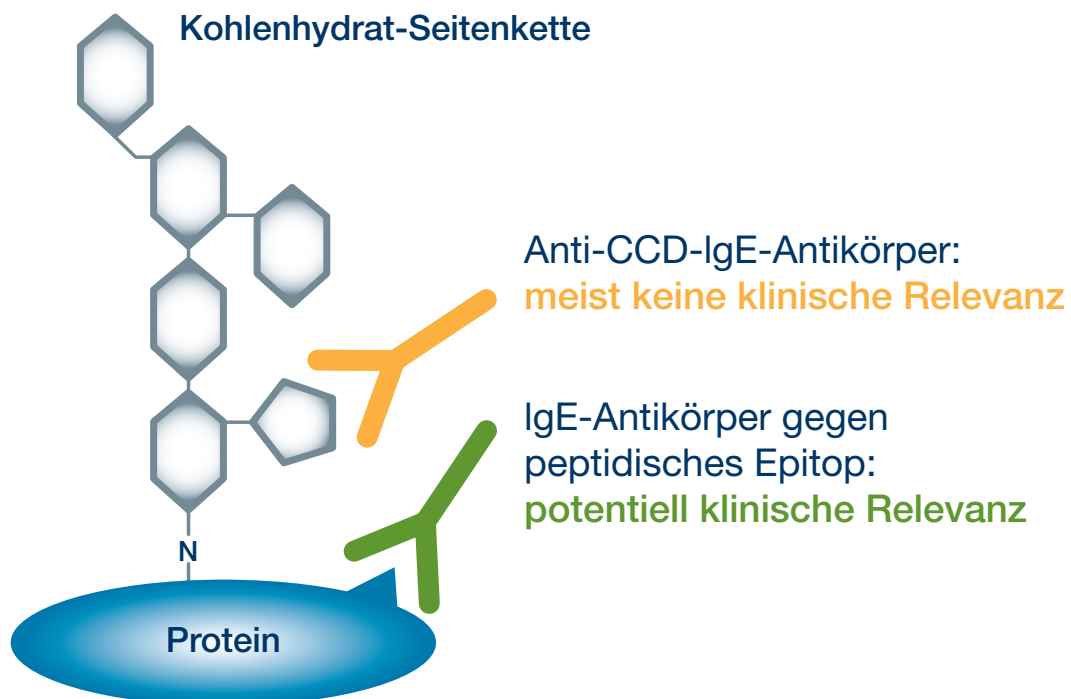 Kohlenhydrat-Seitenkette
Anti-CCD-IgE-Antikörper:
meist keine klinische Relevanz
IgE-Antikörper gegen
peptidisches Epitop:
potentiell klinische Relevanz
N
Protein